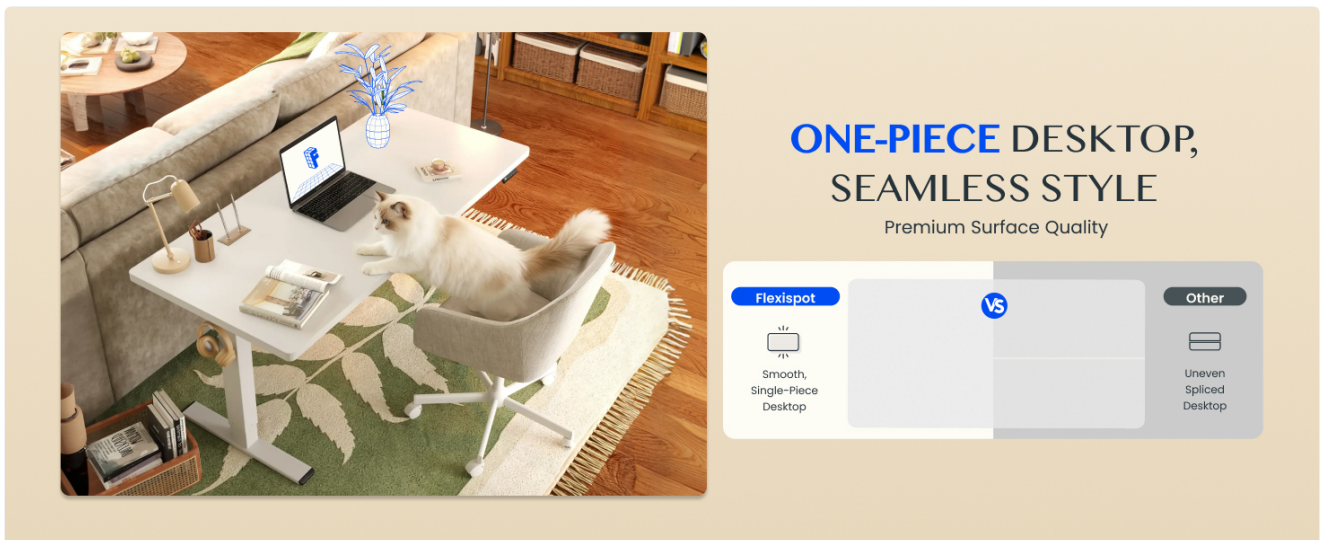 ONE-PIECE DESKTOP,
SEAMLESS STYLE
Premium Surface Quality
Flexispot
VS
Other
Smooth,
Single-Piece
Desktop
Uneven
Spliced
Desktop
F